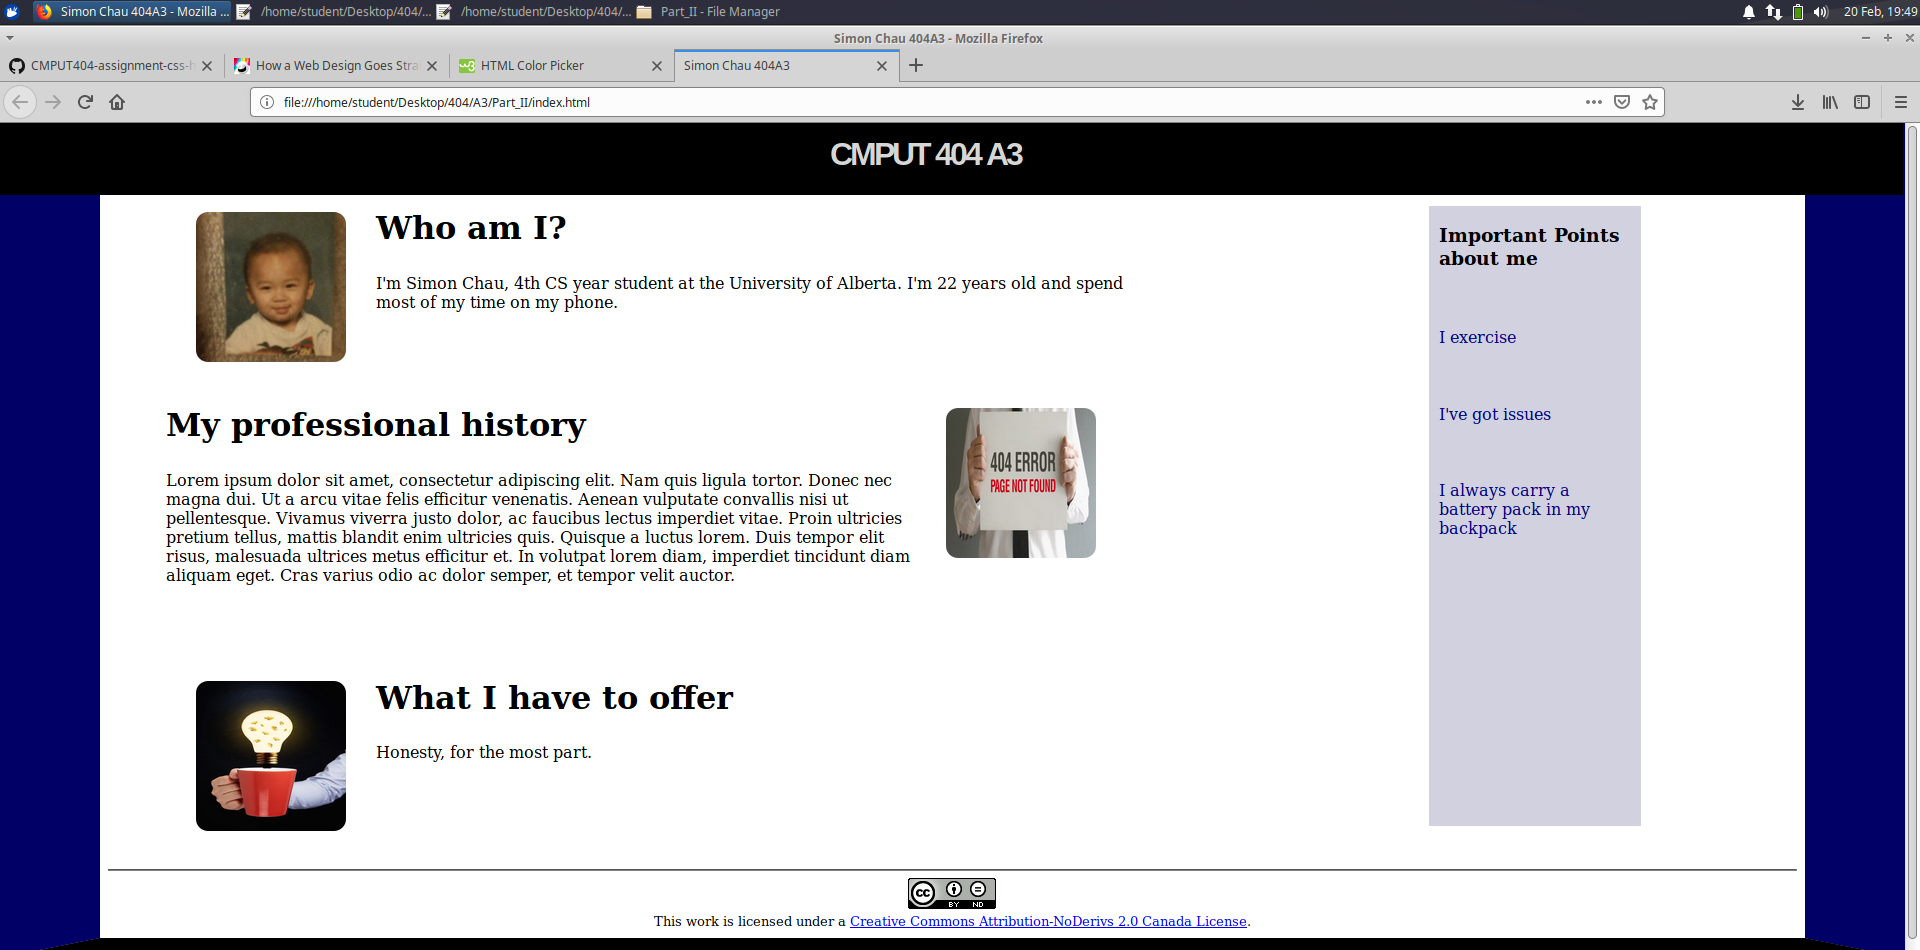 Simon Chau 404A3 - Mozilla ...
/home/student/Desktop/404/...
/home/student/Desktop/404/...
Part_II - File Manager
20 Feb, 19:49
Simon Chau 404A3 - Mozilla Firefox
CMPUT404-assignment-css-h
How a Web Design Goes Stra
W3
HTML Color Picker
Simon Chau 404A3
file:///home/student/Desktop/404/A3/Part_II/index.html
CMPUT 404 A3
Who am I?
I'm Simon Chau, 4th CS year student at the University of Alberta. I'm 22 years old and spend
most of my time on my phone.
My professional history
Lorem ipsum dolor sit amet, consectetur adipiscing elit. Nam quis ligula tortor. Donec nec
magna dui. Ut a arcu vitae felis efficitur venenatis. Aenean vulputate convallis nisi ut
pellentesque. Vivamus viverra justo dolor, ac faucibus lectus imperdiet vitae. Proin ultricies
pretium tellus, mattis blandit enim ultricies quis. Quisque a luctus lorem. Duis tempor elit
risus, malesuada ultrices metus efficitur et. In volutpat lorem diam, imperdiet tincidunt diam
aliquam eget. Cras varius odio ac dolor semper, et tempor velit auctor.
404 ERROR
PAGE NOT FOUND
What I have to offer
Honesty, for the most part.
Important Points
about me
I exercise
I've got issues
I always carry a
battery pack in my
backpack
cc
BY ND
This work is licensed under a Creative Commons Attribution-NoDerivs 2.0 Canada License.